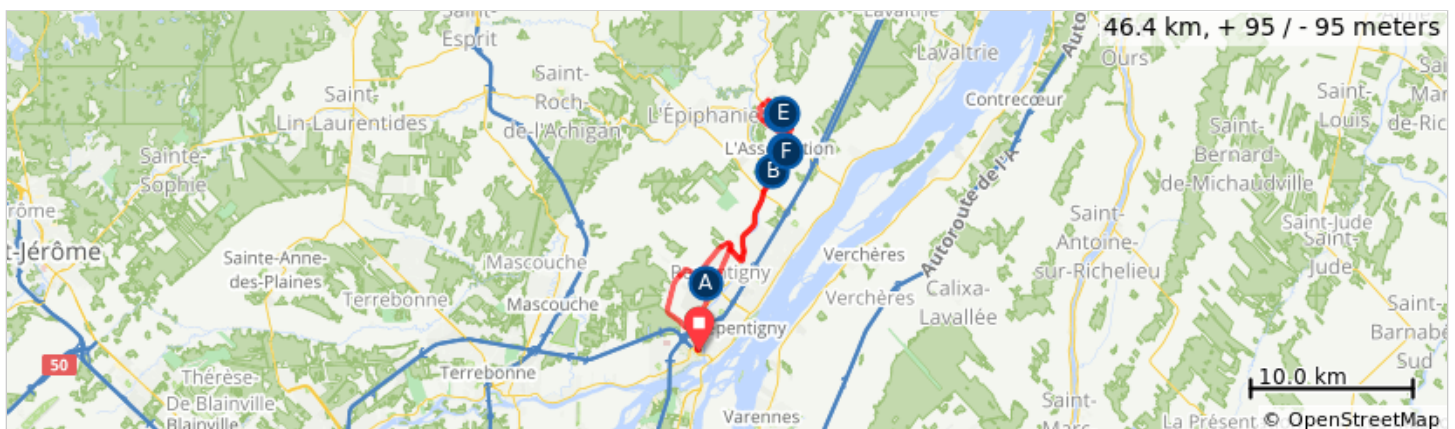 46.4 km, + 95 / - 95 meters
Saint-
Esprit
Lavaltrie
Lavaltrie
Ours
Saint-
Roch-
de-l'Achigan
Saint-
Lin-Laurentides
L'Épiphanie
E
Contrecœur
Saint-
Louis
Saint-
Bernard-
de-Michaudville
Sainte-
Sophie
F
B
Autoroute de l'A
Saint-
Antoine-
sur-Richelieu
Saint-Jude
Saint-
Jude
Sainte-Anne-
des-Plaines
Mascouche
Verchères
A
Terrebonne
Mascouche
Verchères
Calixa-
Lavallée
50
Terrebonne
10.0 km
Thérèse-
De Blainville
Blainville
Varennes
Saint-
Sud
© OpenStreetMap